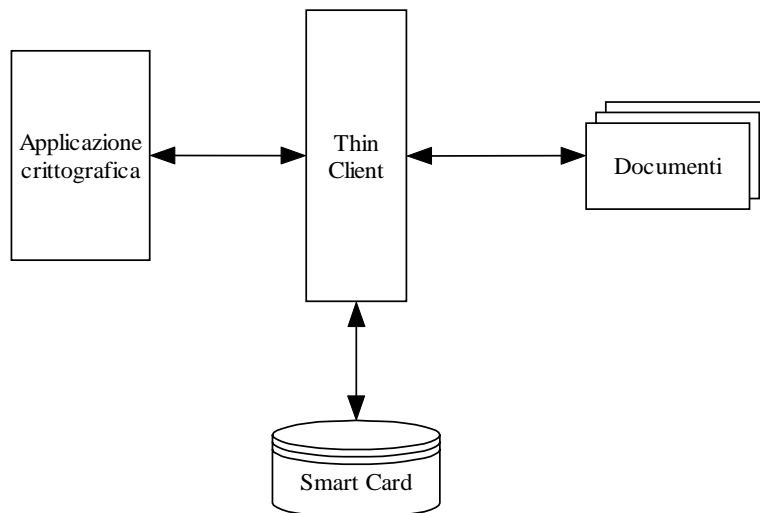 Applicazione
crittografica
Thin
Client
Documenti
Smart Card